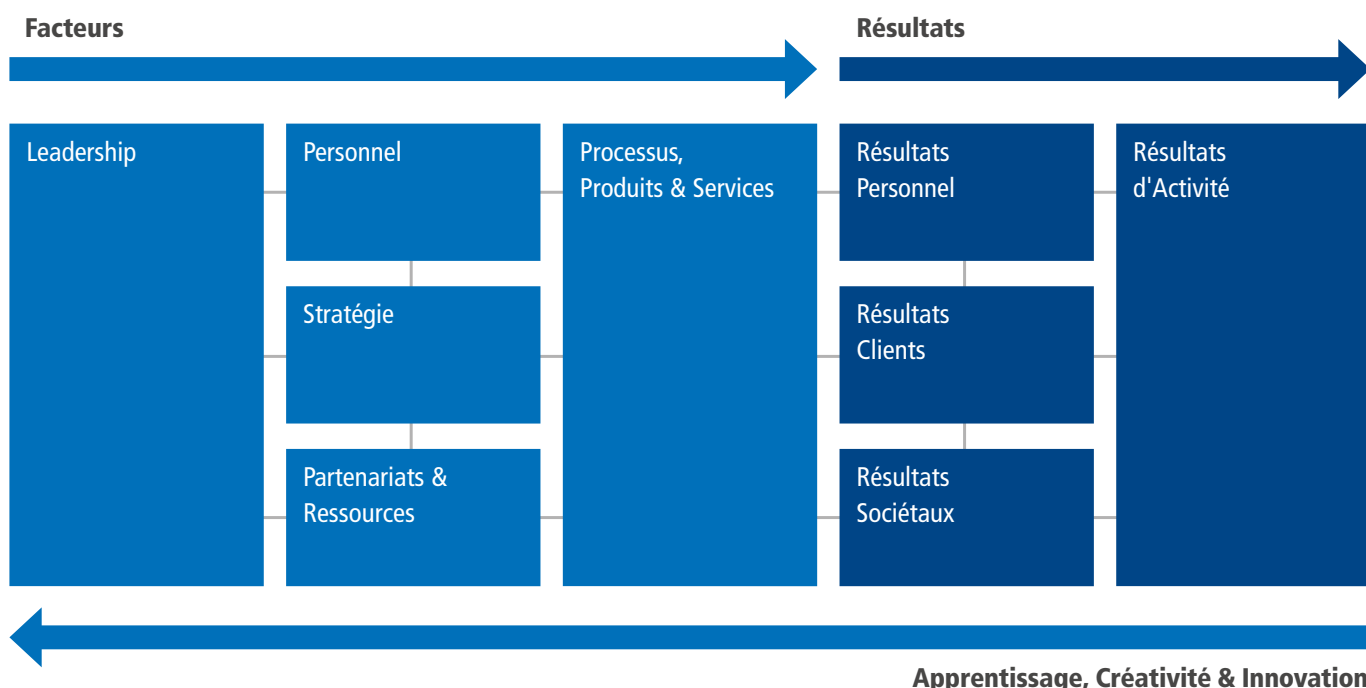 Facteurs
Résultats
Leadership
Personnel
Processus,
Produits & Services
Résultats
Personnel
Résultats
d'Activité
Stratégie
Résultats
Clients
Partenariats &
Ressources
Résultats
Sociétaux
Apprentissage, Créativité & Innovation